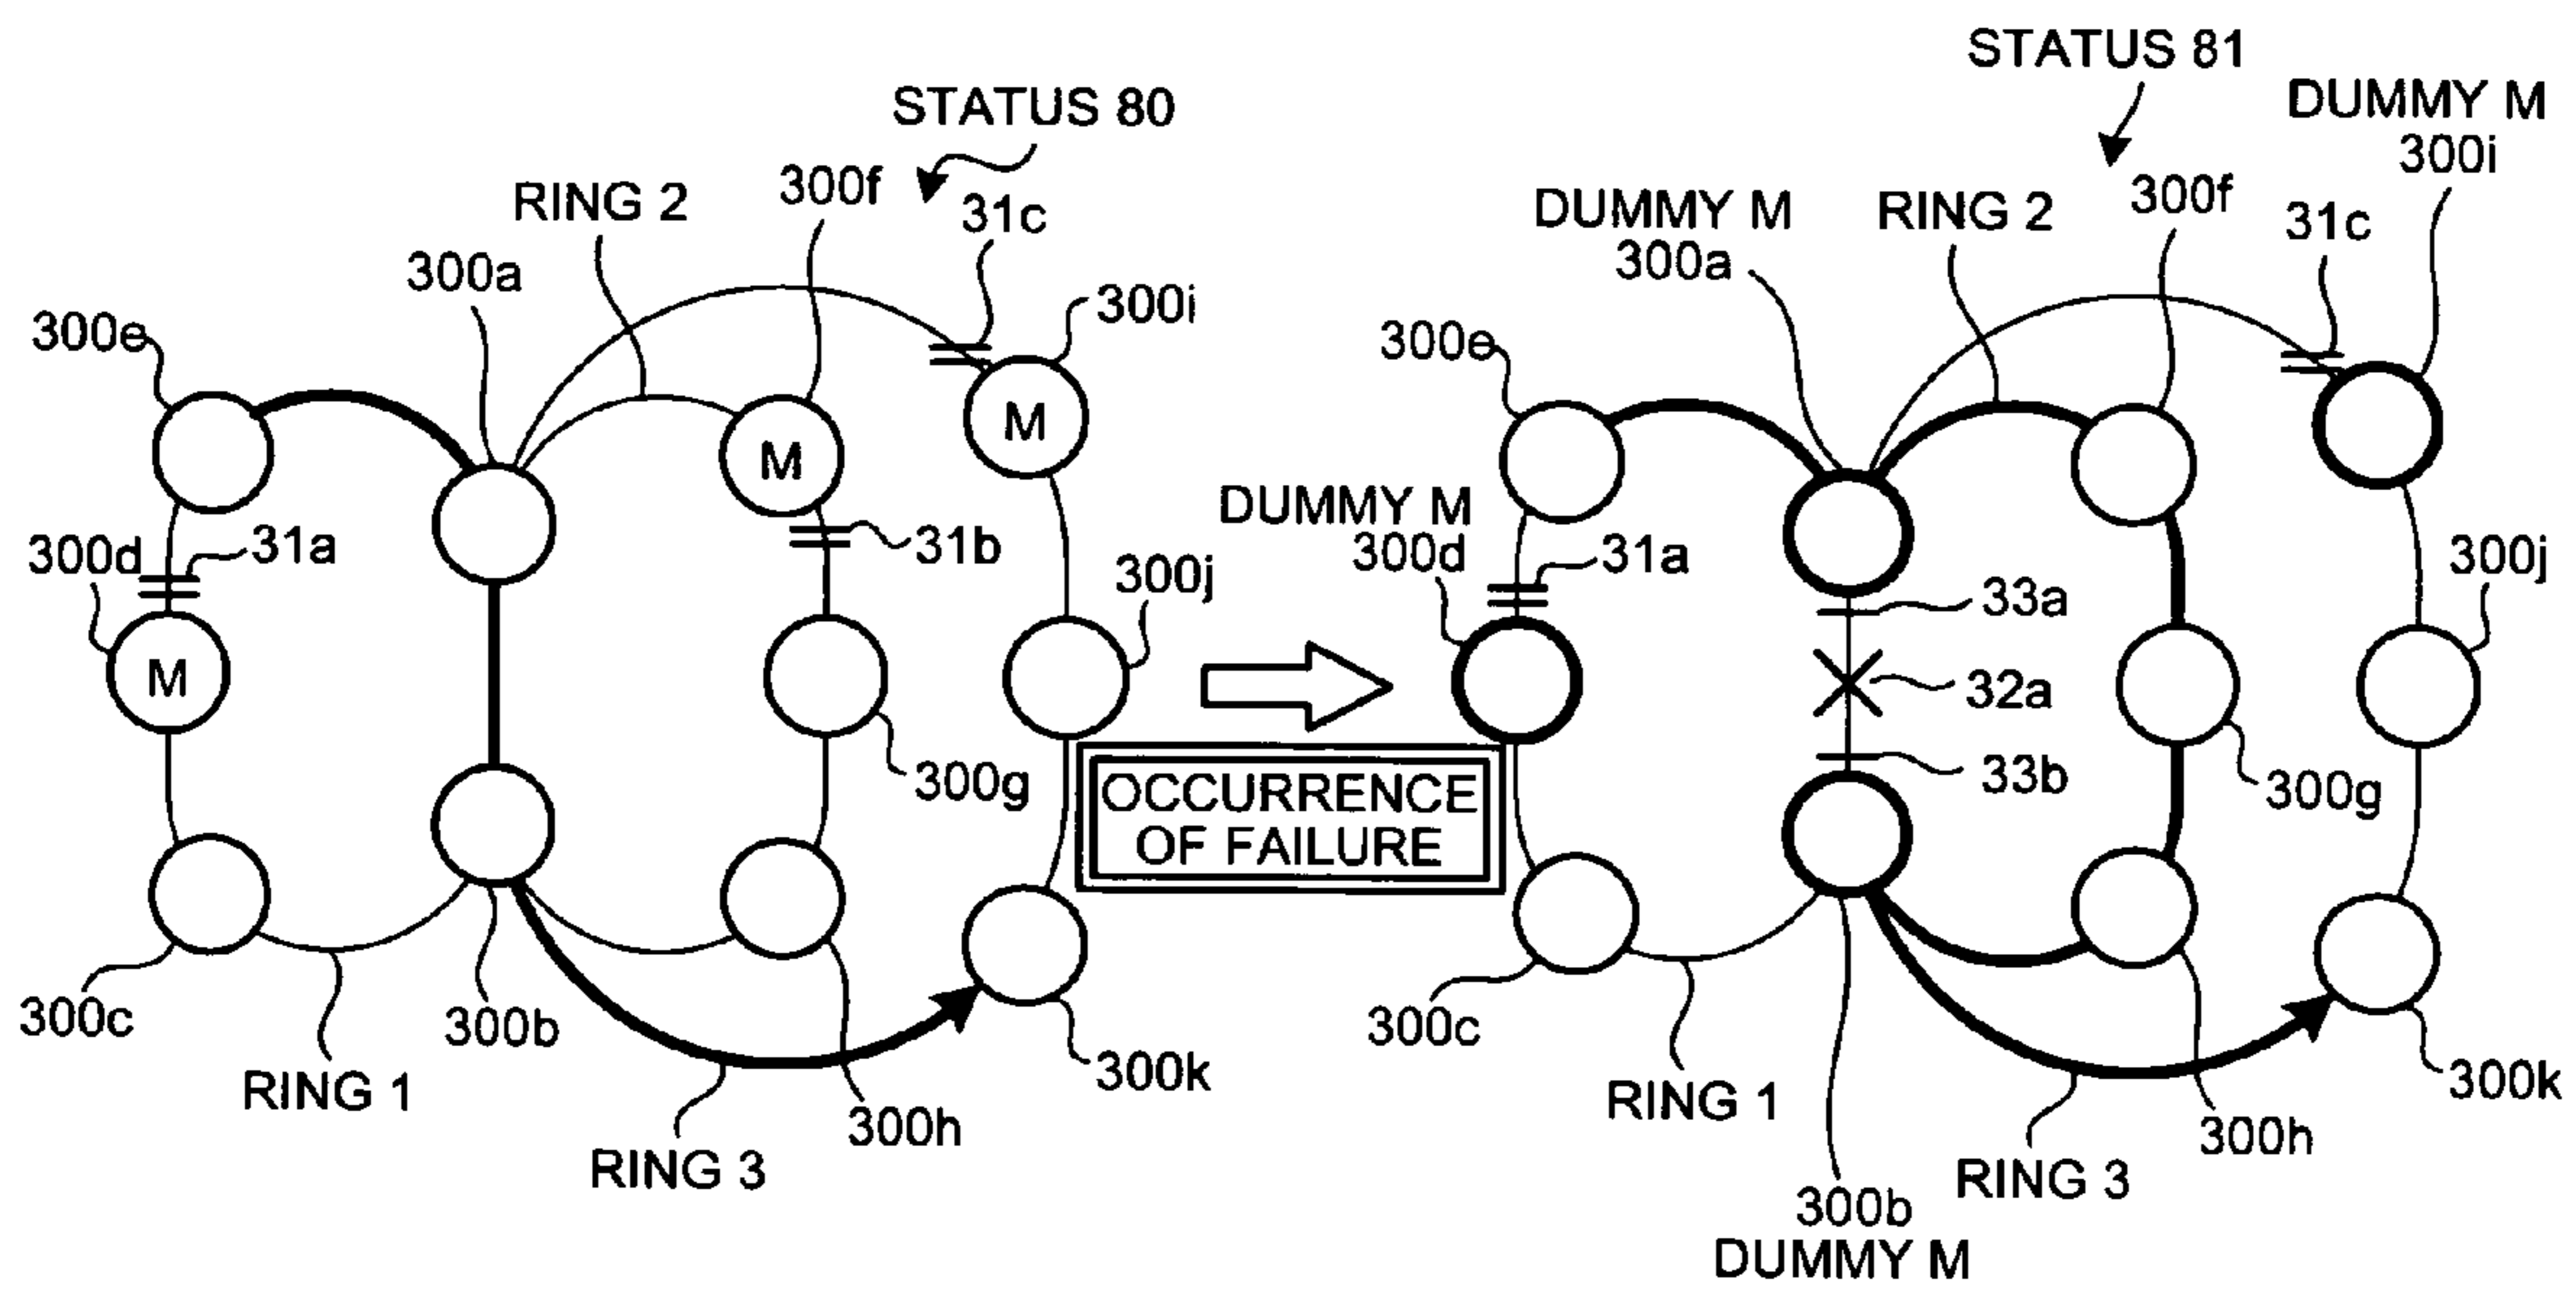 STATUS 80
RING 2
300f
31c
300a
300i
300e
M
M
31a
31b
300d
300j
M
300g
300c
300b
RING 1
300k
300h
RING 3
OCCURRENCE
OF FAILURE
STATUS 81
DUMMY M
300i
DUMMY M
300a
RING 2
300f
31c
300e
DUMMY M
300d
31a
33a
300j
32a
33b
300g
300c
RING 1
300k
300h
RING 3
300b
DUMMY M